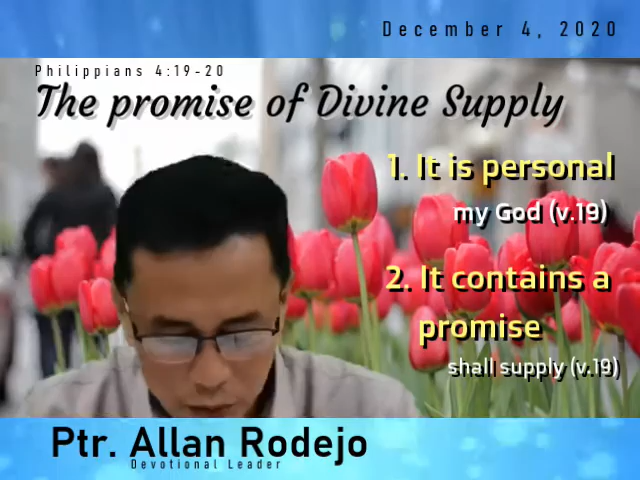 December 4, 2020
Philippians 4:19-20
The promise of Divine Supply
1. It is personal
my God (v.19)
2. It contains a
promise
shall supply (v.19)
Ptr. Allan Rodejo
Devotional Leader